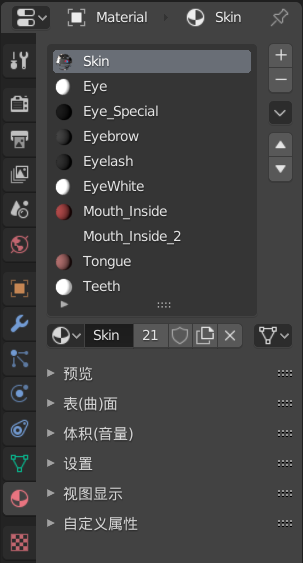 Material Skin
Skin
Eye
Eye_Special
Eyebrow
Eyelash
EyeWhite
Mouth_Inside
Mouth_Inside_2
Tongue
Teeth
Skin 21
预览
表(曲)面
体积(音量)
设置
视图显示
自定义属性